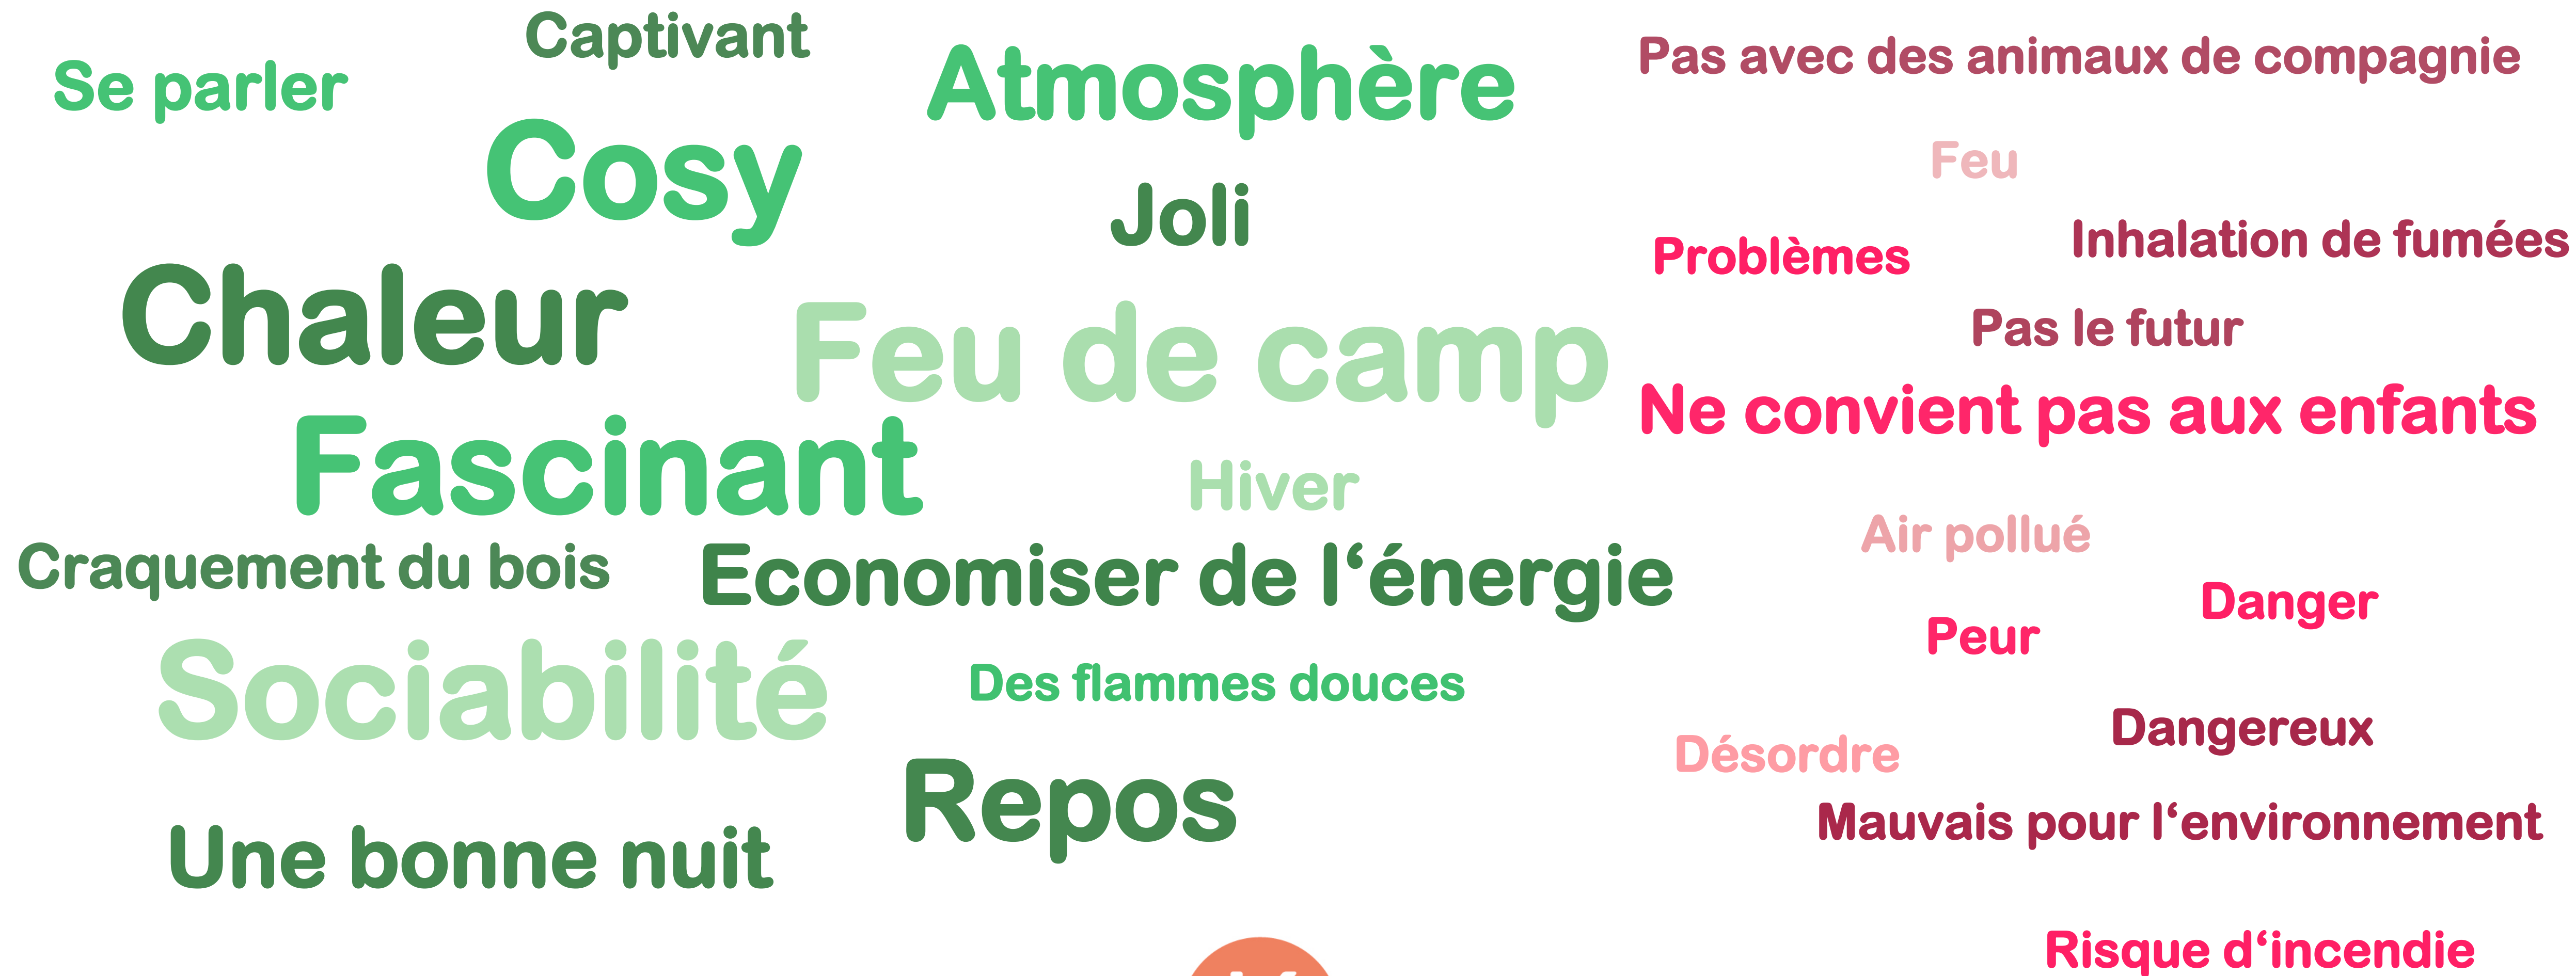 Captivant
Se parler
Atmosphère
Cosy
Joli
Chaleur
Feu de camp
Fascinant
Hiver
Craquement du bois
Economiser de l‘énergie
Sociabilité
Des flammes douces
Repos
Une bonne nuit
Pas avec des animaux de compagnie
Feu
Problèmes
Inhalation de fumées
Pas le futur
Ne convient pas aux enfants
Air pollué
Danger
Peur
Dangereux
Désordre
Mauvais pour l‘environnement
Risque d‘incendie